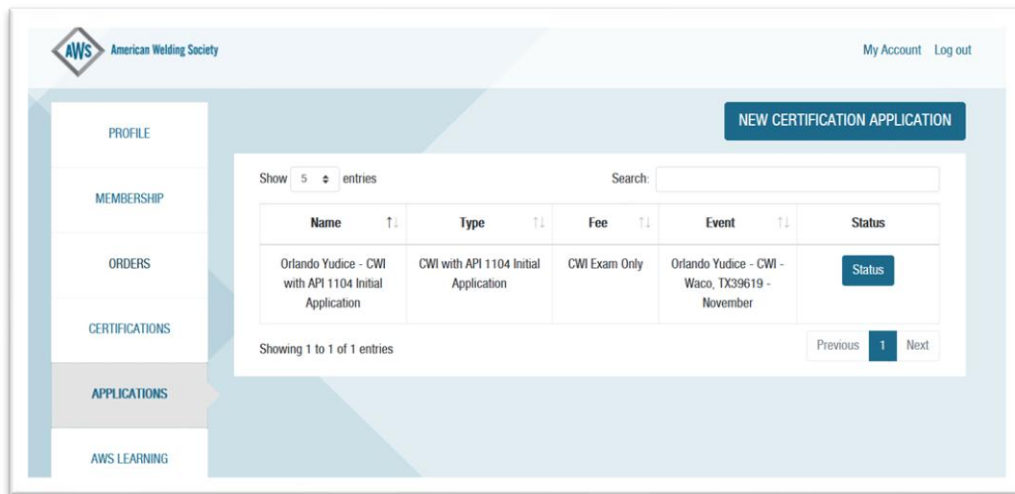 AWS American Welding Society
My Account Log out
NEW CERTIFICATION APPLICATION
PROFILE
MEMBERSHIP
ORDERS
CERTIFICATIONS
APPLICATIONS
AWS LEARNING
Show 5 entries
Search:
Name Type Fee Event Status
Orlando Yudice - CWI CWI with API 1104 Initial CWI Exam Only Orlando Yudice - CWI - Status
with API 1104 Initial Application Waco, TX39619 -
Application November
Showing 1 to 1 of 1 entries
Previous 1 Next